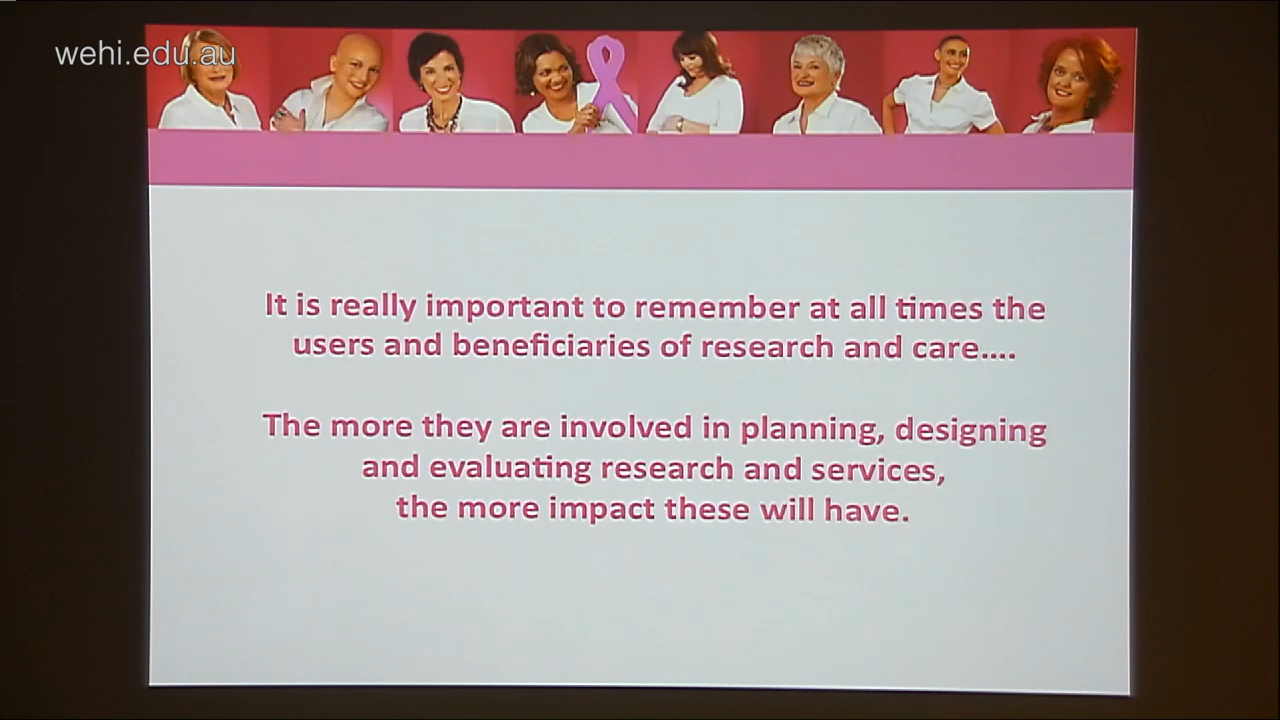 wehi.edu.au
It is really important to remember at all times the
users and beneficiaries of research and care....
The more they are involved in planning, designing
and evaluating research and services,
the more impact these will have.